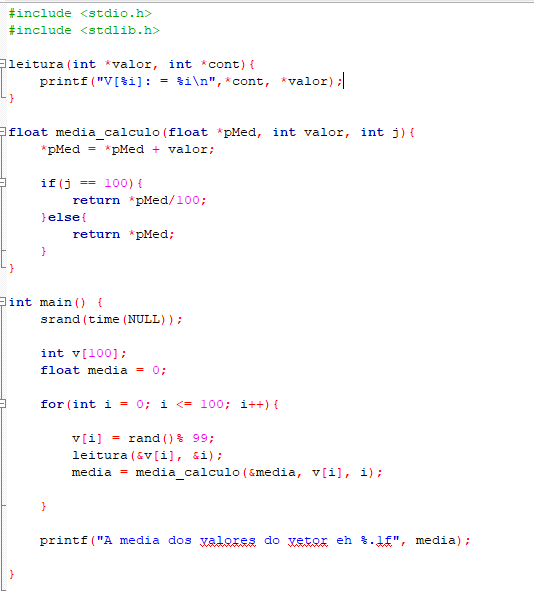 #include <stdio.h>
#include <stdlib.h>
leitura(int *valor, int *cont){
printf("V[%i]: = %i\n",*cont, *valor);
}
float media_calculo(float *pMed, int valor, int j){
*pMed = *pMed + valor;
if(j == 100){
return *pMed/100;
}else{
return *pMed;
}
}
int main() {
srand(time(NULL));
int v[100];
float media = 0;
for(int i = 0; i <= 100; i++){
v[i] = rand()% 99;
leitura(&v[i], &i);
media = media_calculo(&media, v[i], i);
}
printf("A media dos valores do vetor eh %.1f", media);
}